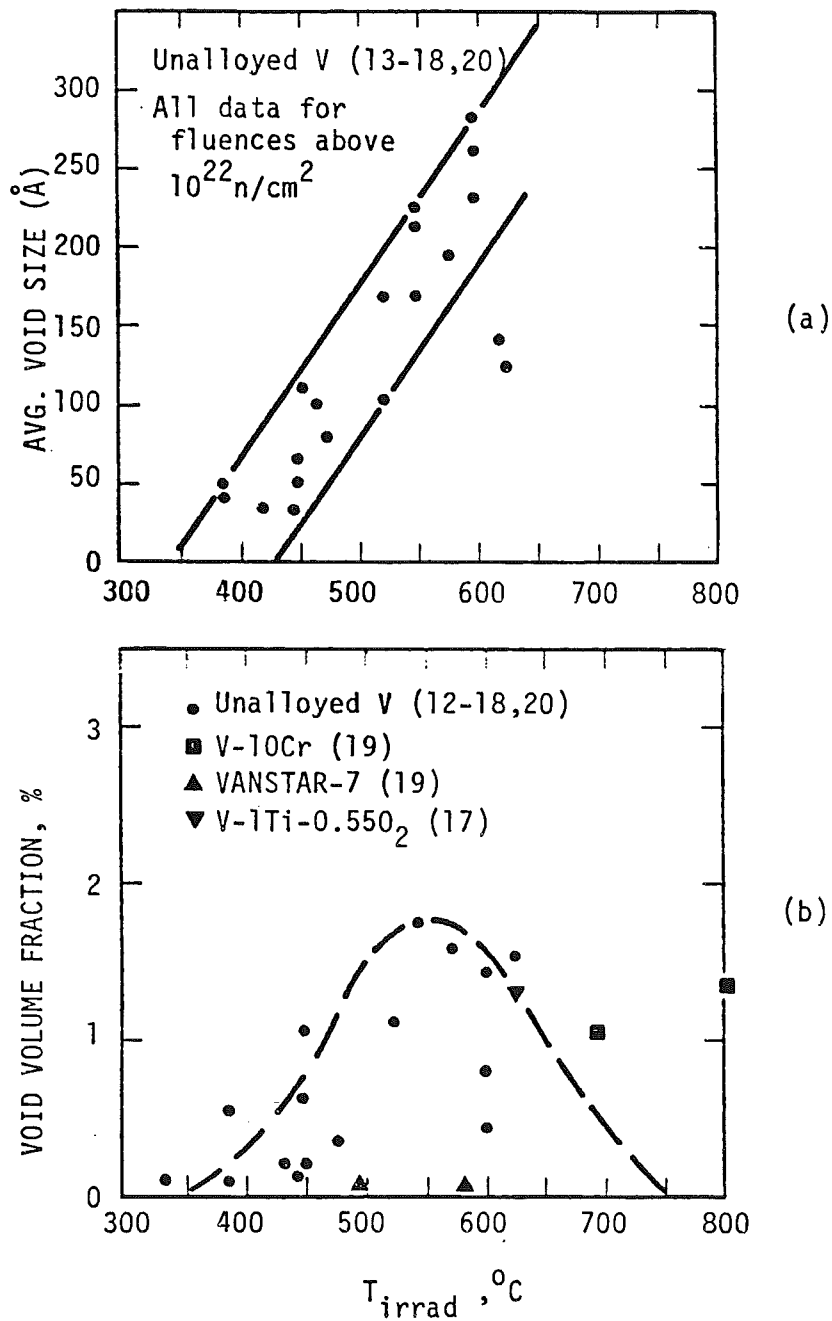 Unalloyed V (13-18,20)
All data for
fluences above
10²²n/cm²
300
250
200
150
100
50
0
AVG. VOID SIZE (Å)
300 400 500 600 700 800
(a)
Unalloyed V (12-18,20)
V-10Cr (19)
VANSTAR-7 (19)
V-1Ti-0.55O₂ (17)
3
2
1
0
VOID VOLUME FRACTION, %
300 400 500 600 700 800
(b)
T_irrad ,°C